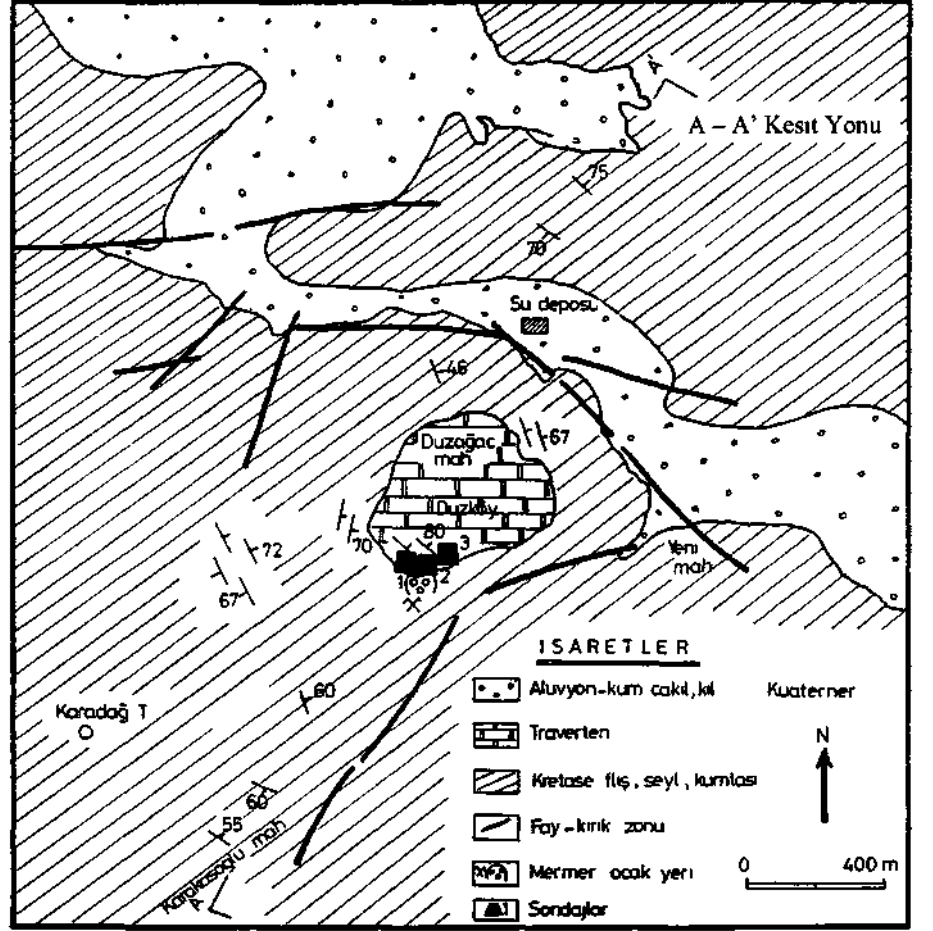 A'
A – A' Kesıt Yonu
75
70
Su deposu
46
Duzağac
mah
67
Duzköy
70
80
3
72
1
2
67
Yeni
mah
ISARETLER
60
Aluvyon-kum cakıl, kıl
Kuaterner
Karadağ T
Traverten
N
Kretase fliş, seyl, kumtası
60
55
Fay-kırık zonu
Karakasoğlu mah
A
Mermer ocak yerı
0
400 m
Sondajlar